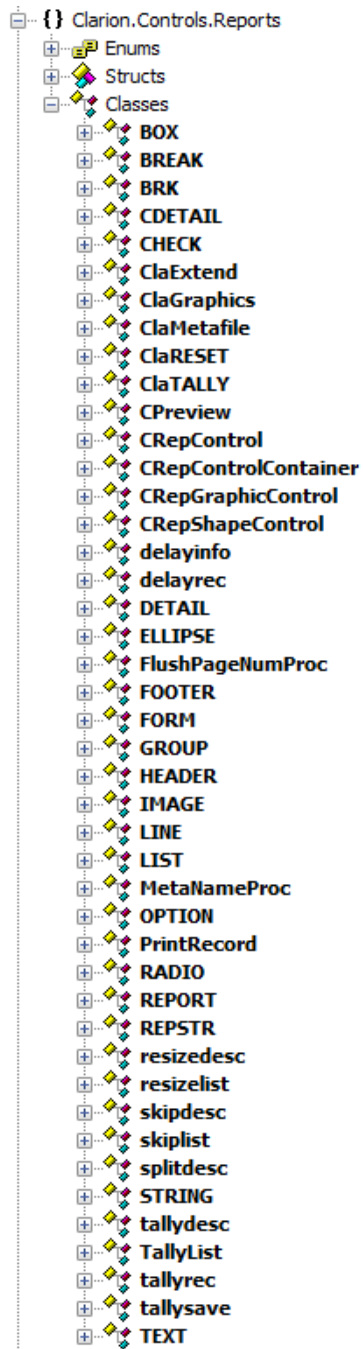 {} Clarion.Controls.Reports
Enums
Structs
Classes
BOX
BREAK
BRK
CDETAIL
CHECK
ClaExtend
ClaGraphics
ClaMetafile
ClaRESET
ClaTALLY
CPreview
CRepControl
CRepControlContainer
CRepGraphicControl
CRepShapeControl
delayinfo
delayrec
DETAIL
ELLIPSE
FlushPageNumProc
FOOTER
FORM
GROUP
HEADER
IMAGE
LINE
LIST
MetaNameProc
OPTION
PrintRecord
RADIO
REPORT
REPSTR
resizedesc
resizelist
skipdesc
skiplist
splitdesc
STRING
tallydesc
TallyList
tallyrec
tallysave
TEXT